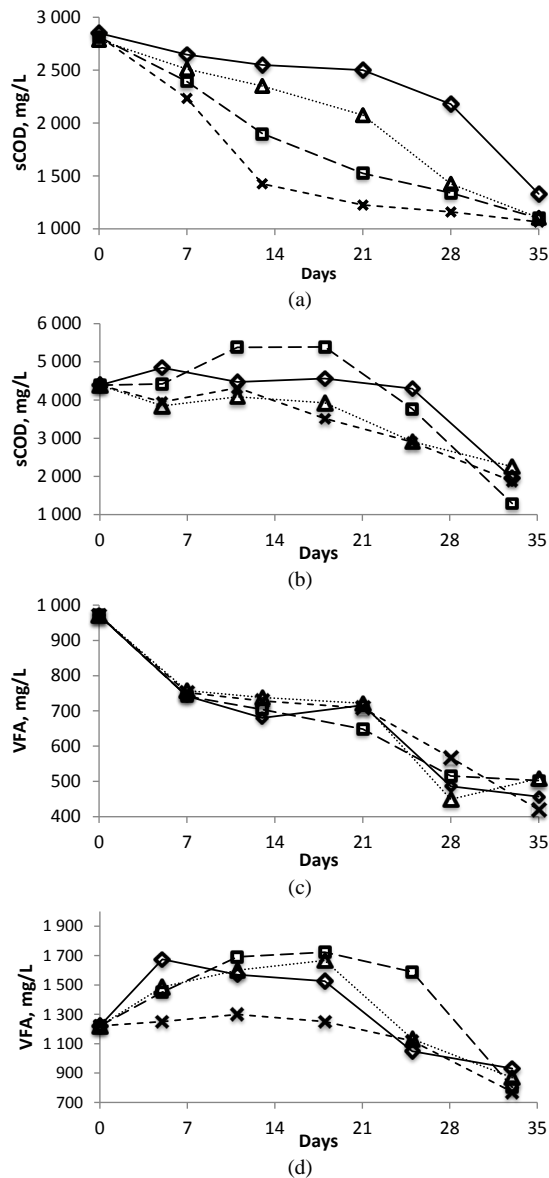 3 000
2 500
2 000
1 500
1 000
sCOD, mg/L
0 7 14 21 28 35
Days
(a)
6 000
5 000
4 000
3 000
2 000
1 000
sCOD, mg/L
0 7 14 21 28 35
Days
(b)
1 000
900
800
700
600
500
400
VFA, mg/L
0 7 14 21 28 35
Days
(c)
1 900
1 700
1 500
1 300
1 100
900
700
VFA, mg/L
0 7 14 21 28 35
Days
(d)